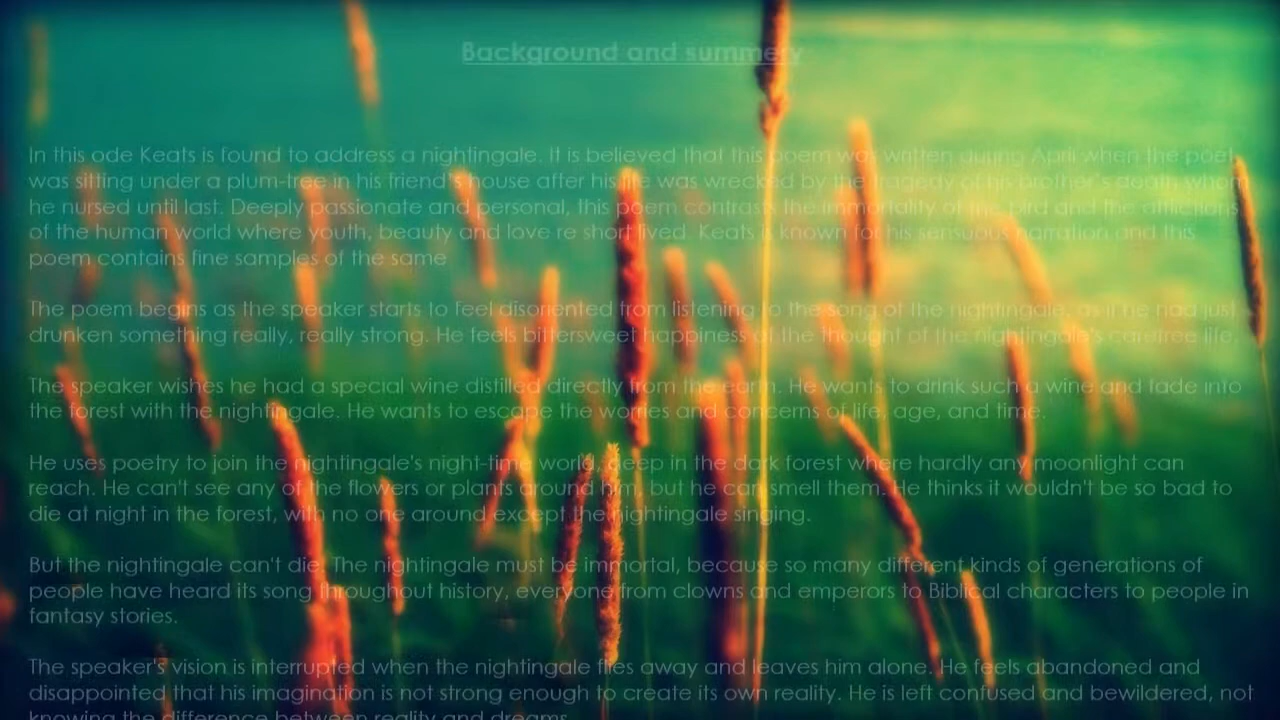 Background and summery
In this ode Keats is found to address a nightingale. It is believed that this poem was written during April when the poet
was sitting under a plum-tree his friend's house after his was wrecked by the tragedy of his brother's death whom
he nursed until last. Deeply passionate and personal, this poem contrast the immortality of the bird and the
of the human world where youth, beauty and love re short lived. Keats is known his sensuous narration and this
poem contains fine samples of the same
The poem begins as the speaker starts to feel disoriented from listening to the song of the nightingale, as if he had just
drunken something really, really strong. He feels bittersweet happiness at the thought of the nightingale's carefree life.
The speaker wishes he had a special wine distilled directly from the earth. He wants to drink such a wine and fade into
the forest with the nightingale. He wants to escape the worries and concerns of life, age, and time.
He uses poetry to join the nightingale's night-time world deep in the dark forest where hardly any moonlight can
reach. He can't see any of the flowers or plants around him, but he can smell them. He thinks it wouldn't be so bad to
die at night in the forest, with no one around except the nightingale singing.
But the nightingale can't die. The nightingale must be immortal, because so many different kinds of generations of
people have heard its song throughout history, everyone from clowns and emperors to Biblical characters to people in
fantasy stories.
The speaker's vision is interrupted when the nightingale flies away and leaves him alone. He feels abandoned and
disappointed that his imagination is not strong enough to create its own reality. He is left confused and bewildered, not
knowing the difference between reality and dreams.